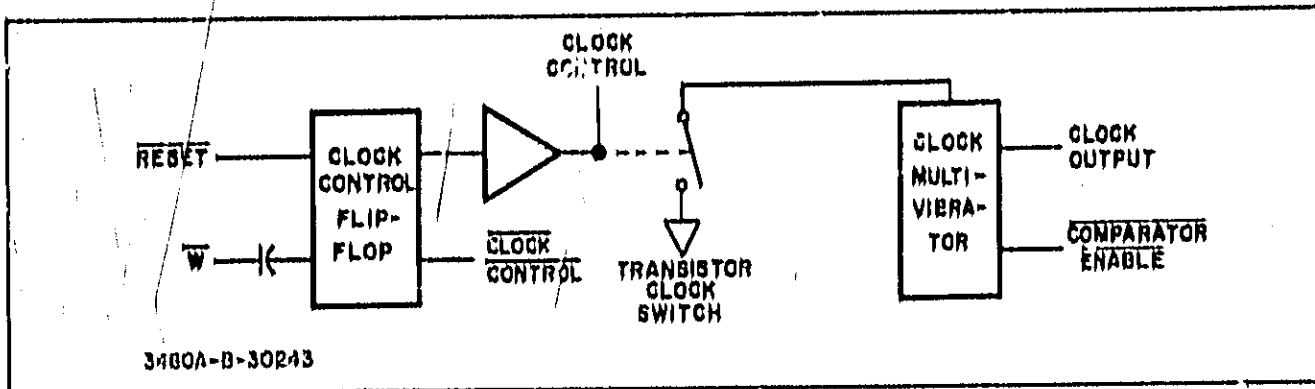 CLOCK
CONTROL
RESET
CLOCK
CONTROL
FLIP-
FLOP
W
CLOCK
CONTROL
TRANSISTOR
CLOCK
SWITCH
CLOCK
MULTI-
VIBRA-
TOR
CLOCK
OUTPUT
COMPARATOR
ENABLE
3480A-B-30243